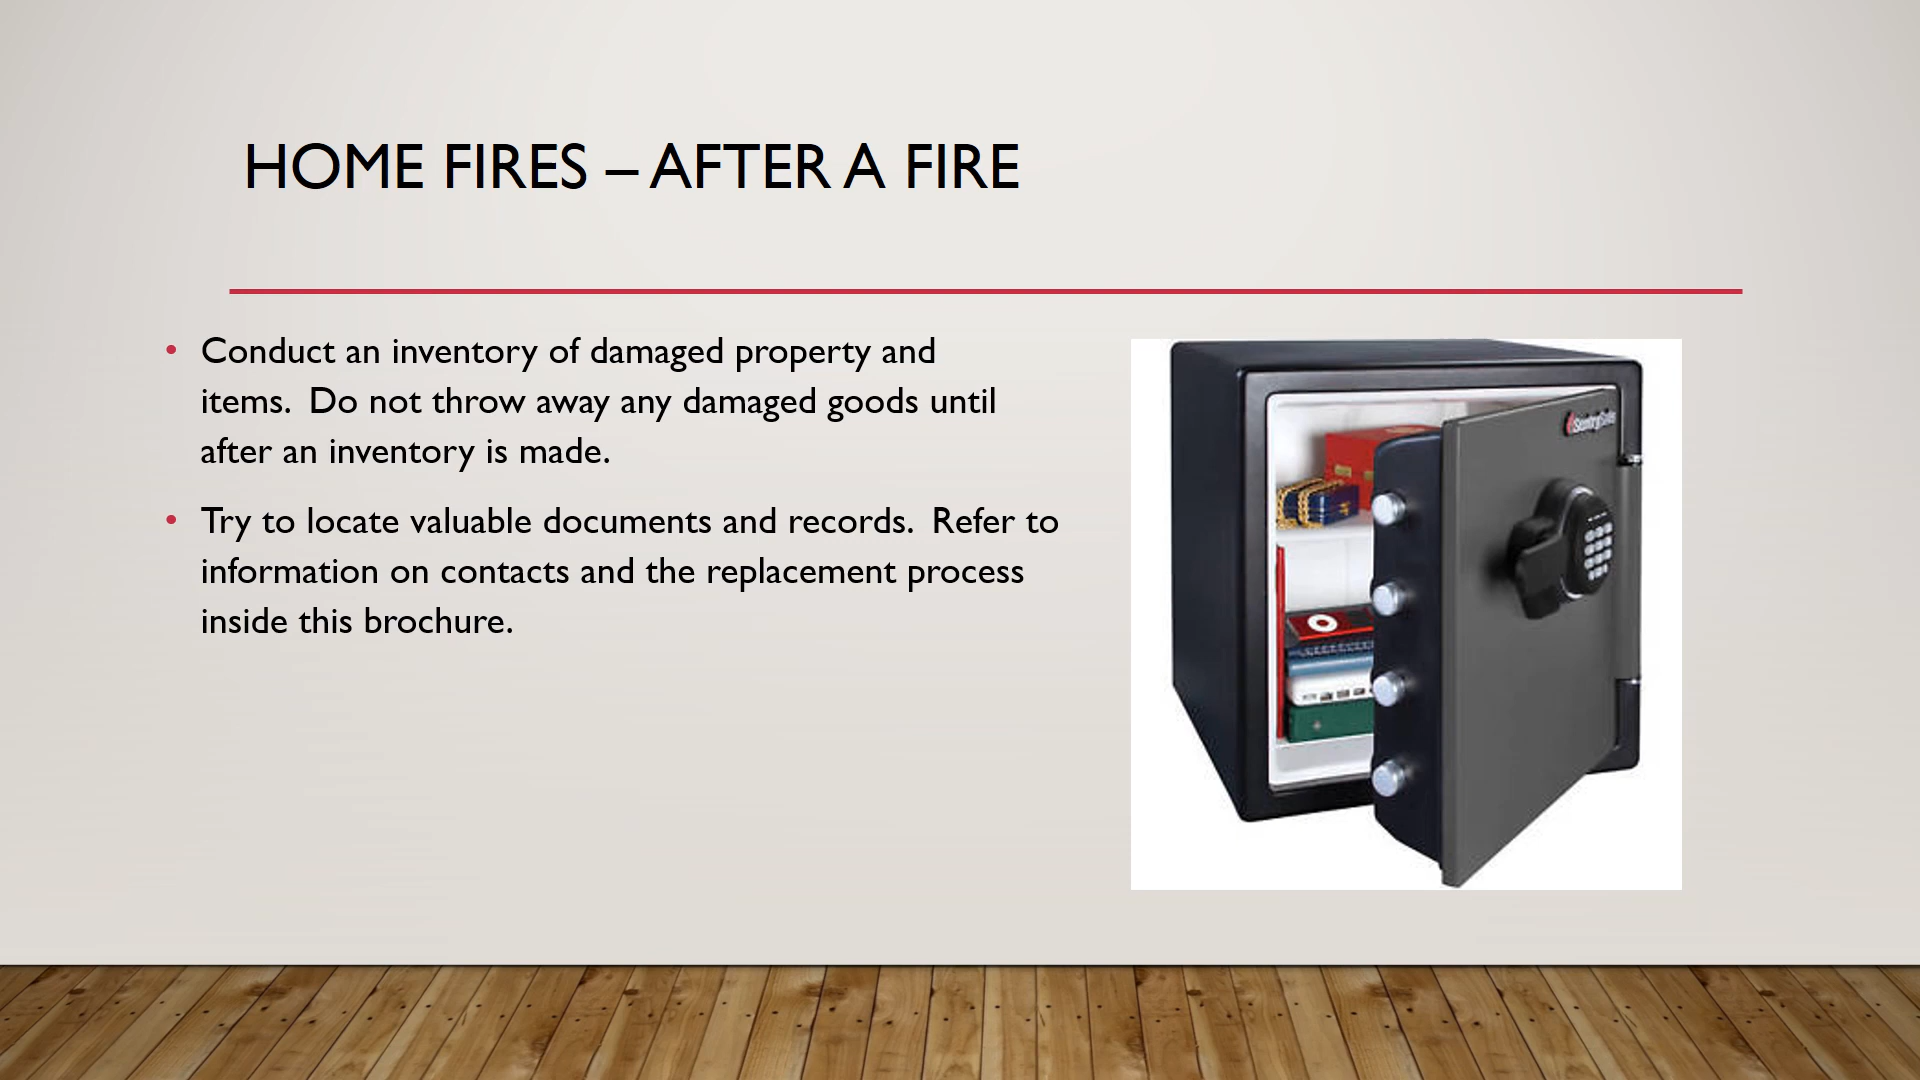 HOME FIRES – AFTER A FIRE
• Conduct an inventory of damaged property and
items.  Do not throw away any damaged goods until
after an inventory is made.
• Try to locate valuable documents and records.  Refer to
information on contacts and the replacement process
inside this brochure.
SentrySafe